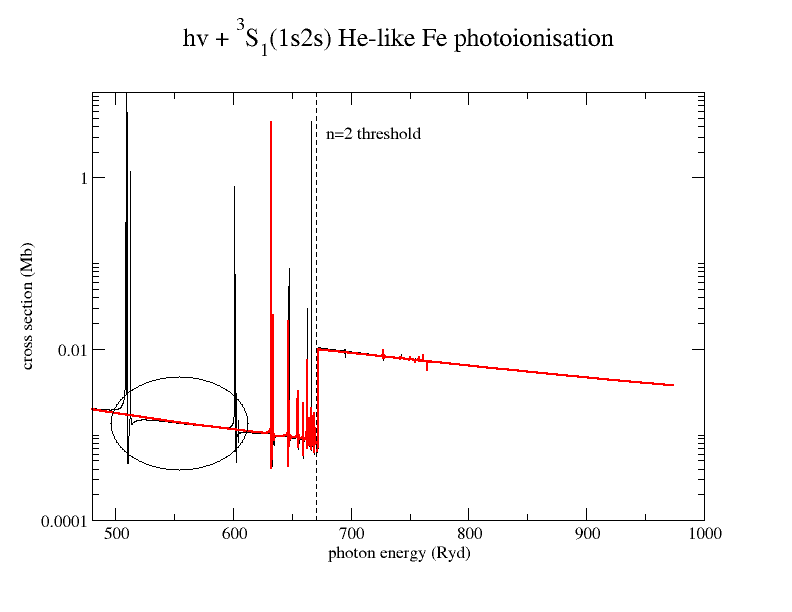 hν + ³S₁(1s2s) He-like Fe photoionisation
n=2 threshold
1
0.01
0.0001
cross section (Mb)
500 600 700 800 900 1000
photon energy (Ryd)